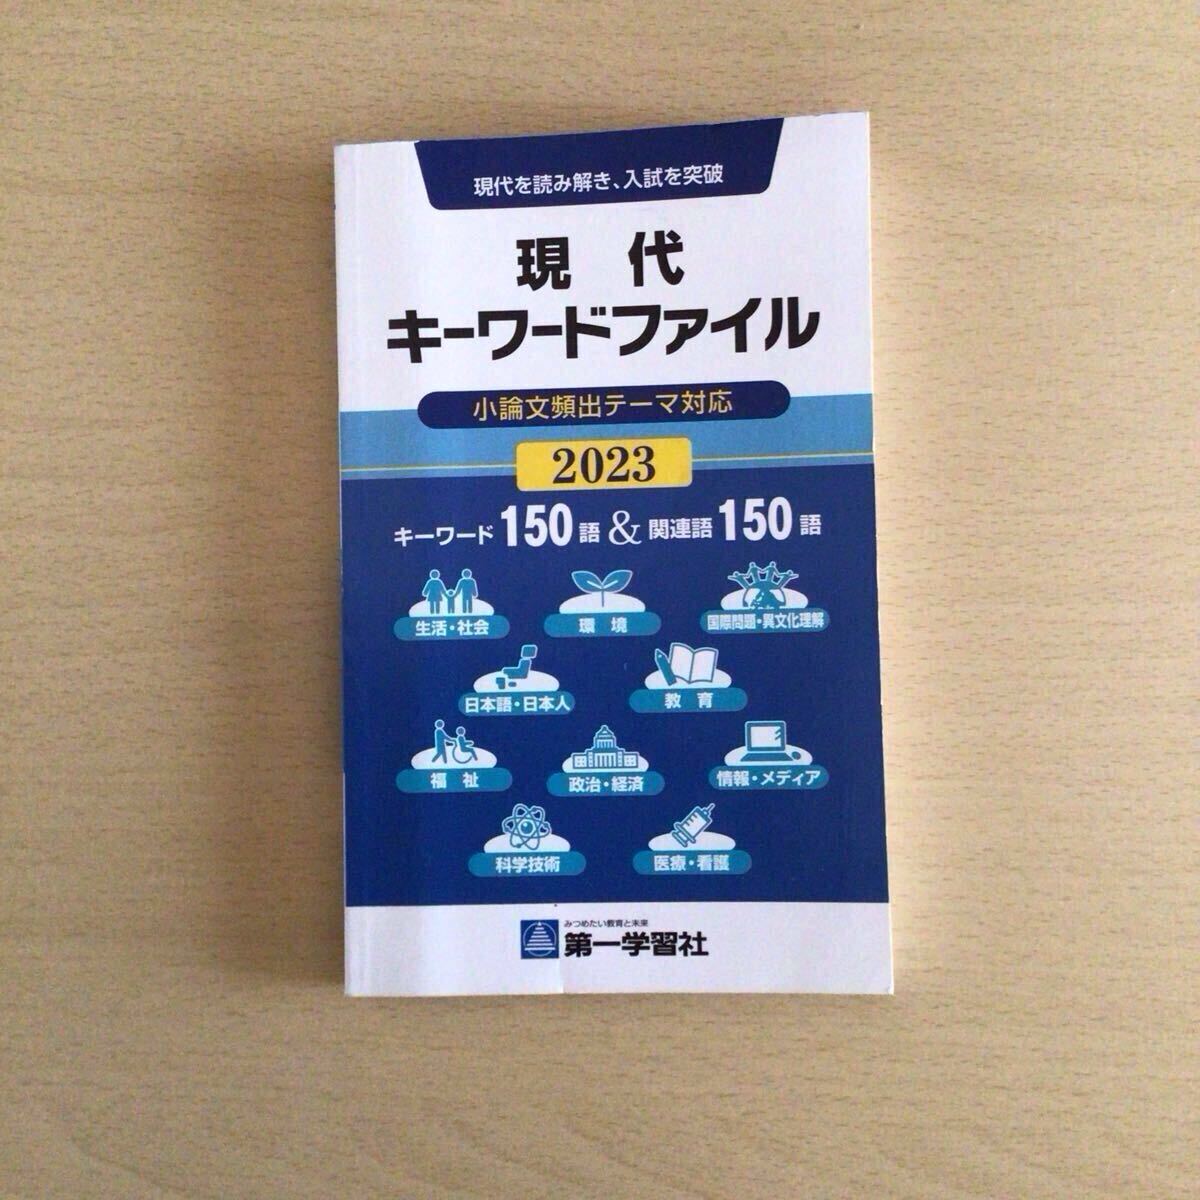 現代を読み解き、入試を突破
現代
キーワードファイル
小論文頻出テーマ対応
2023
キーワード150語&関連語150語
生活・社会
環境
国際問題・異文化理解
日本語・日本人
教育
福祉
政治・経済
情報・メディア
科学技術
医療・看護
みつめたい教育と未来
第一学習社